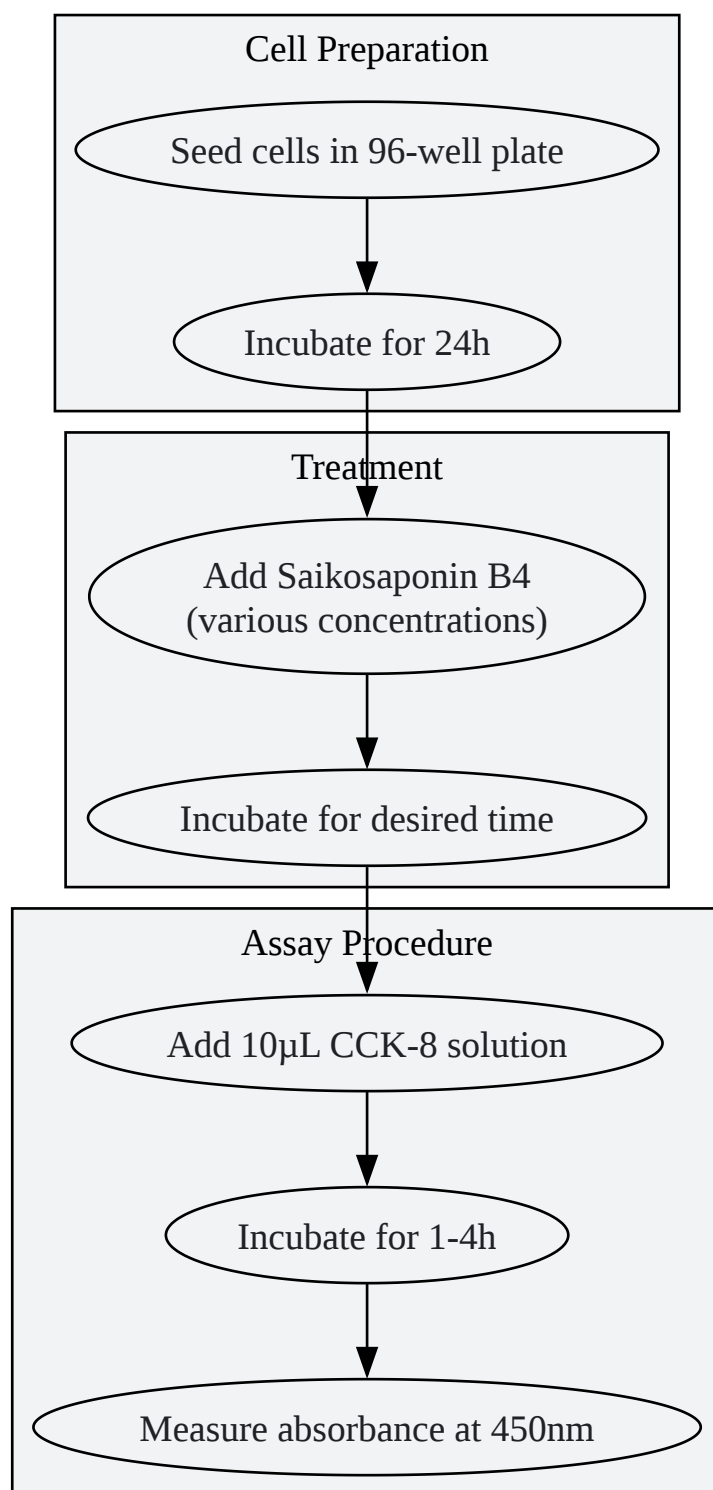 Cell Preparation
Seed cells in 96-well plate
Incubate for 24h
Treatment
Add Saikosaponin B4
(various concentrations)
Incubate for desired time
Assay Procedure
Add 10µL CCK-8 solution
Incubate for 1-4h
Measure absorbance at 450nm